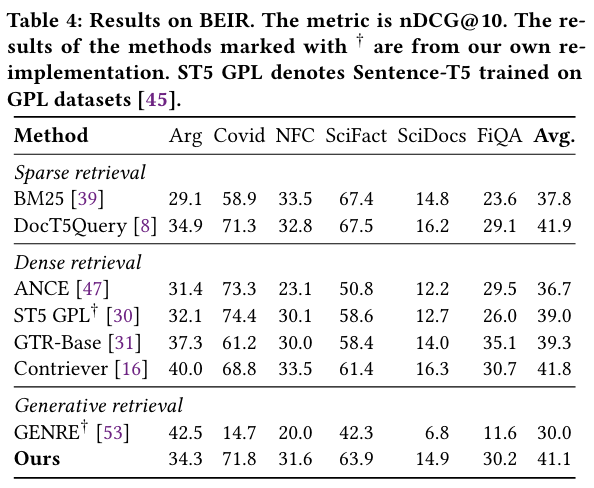 Table 4: Results on BEIR. The metric is nDCG@10. The re-
sults of the methods marked with † are from our own re-
implementation. ST5 GPL denotes Sentence-T5 trained on
GPL datasets [45].
Method Arg Covid NFC SciFact SciDocs FiQA Avg.
Sparse retrieval
BM25 [39] 29.1 58.9 33.5 67.4 14.8 23.6 37.8
DocT5Query [8] 34.9 71.3 32.8 67.5 16.2 29.1 41.9
Dense retrieval
ANCE [47] 31.4 73.3 23.1 50.8 12.2 29.5 36.7
ST5 GPL† [30] 32.1 74.4 30.1 58.6 12.7 26.0 39.0
GTR-Base [31] 37.3 61.2 30.0 58.4 14.0 35.1 39.3
Contriever [16] 40.0 68.8 33.5 61.4 16.3 30.7 41.8
Generative retrieval
GENRE† [53] 42.5 14.7 20.0 42.3 6.8 11.6 30.0
Ours 34.3 71.8 31.6 63.9 14.9 30.2 41.1